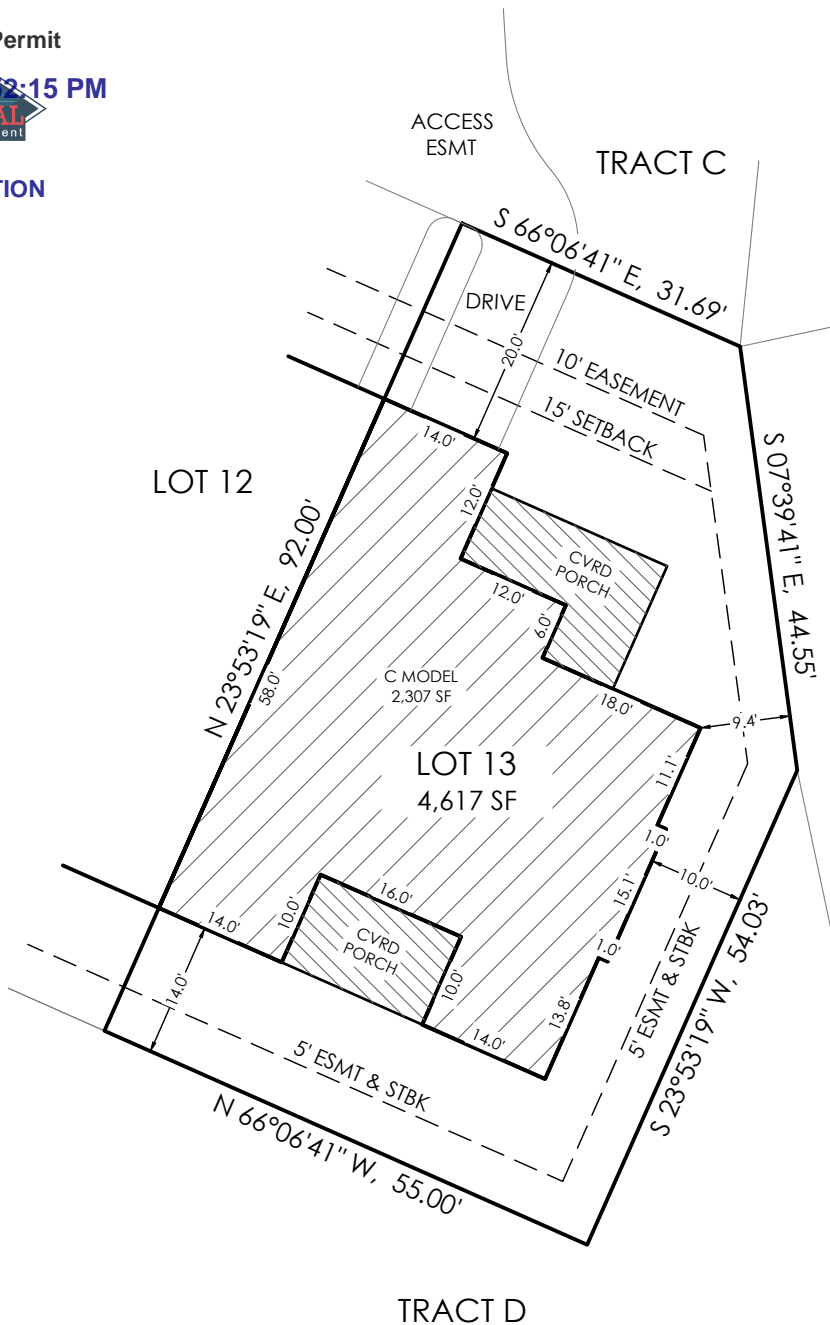 Permit
2:15 PM
AL
ent
TION
ACCESS
ESMT
TRACT C
S 66°06'41" E, 31.69'
DRIVE
20.0'
10' EASEMENT
15' SETBACK
14.0'
LOT 12
12.0'
CVRD
PORCH
12.0'
6.0'
S 07°39'41" E, 44.55'
N 23°53'19" E, 92.00'
58.0'
C MODEL
2,307 SF
18.0'
9.4'
LOT 13
4,617 SF
11.1'
1.0'
10.0'
15.1'
16.0'
10.0'
14.0'
CVRD
PORCH
10.0'
1.0'
13.8'
14.0'
14.0'
5' ESMT & STBK
S 23°53'19" W, 54.03'
5' ESMT & STBK
N 66°06'41" W, 55.00'
TRACT D